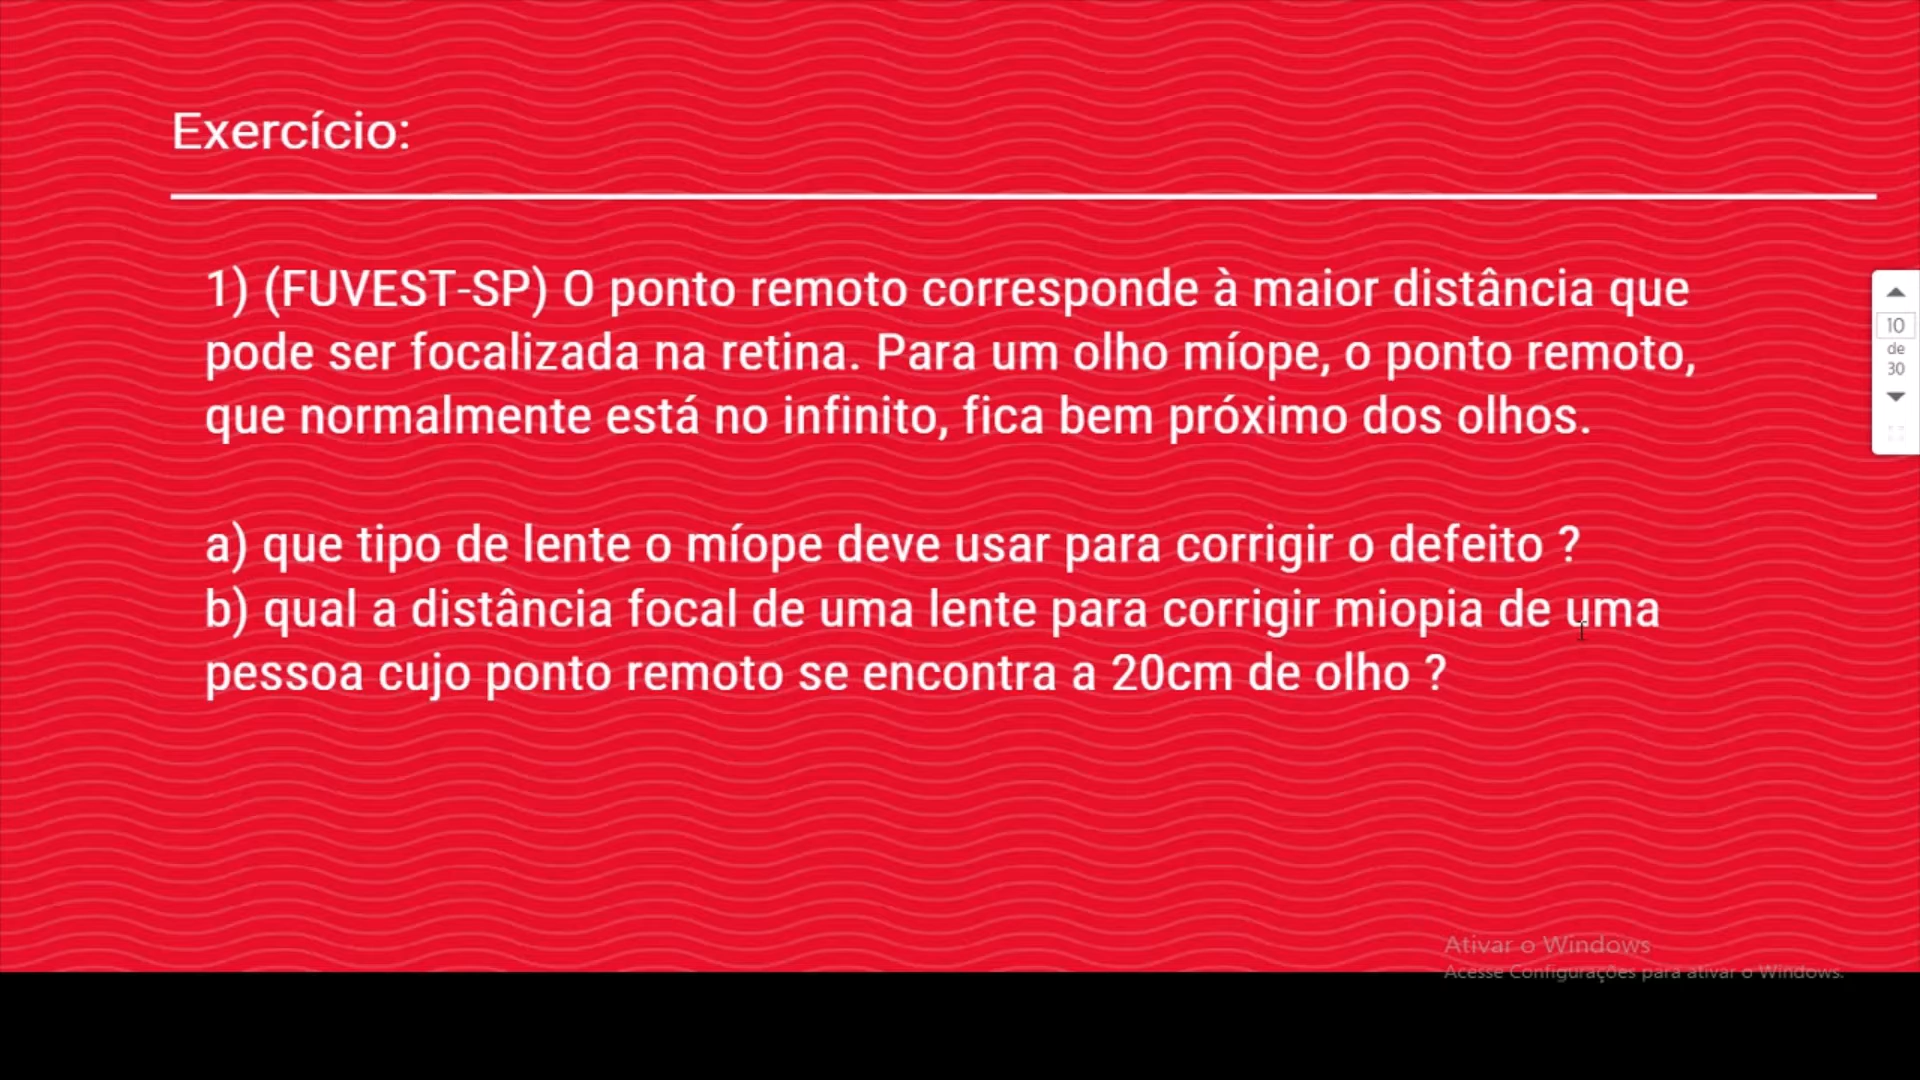 Exercício:
1) (FUVEST-SP) O ponto remoto corresponde à maior distância que
pode ser focalizada na retina. Para um olho míope, o ponto remoto,
que normalmente está no infinito, fica bem próximo dos olhos.
a) que tipo de lente o míope deve usar para corrigir o defeito ?
b) qual a distância focal de uma lente para corrigir miopia de uma
pessoa cujo ponto remoto se encontra a 20cm de olho ?
10
de
30
Ativar o Windows
Acesse Configurações para ativar o Windows.